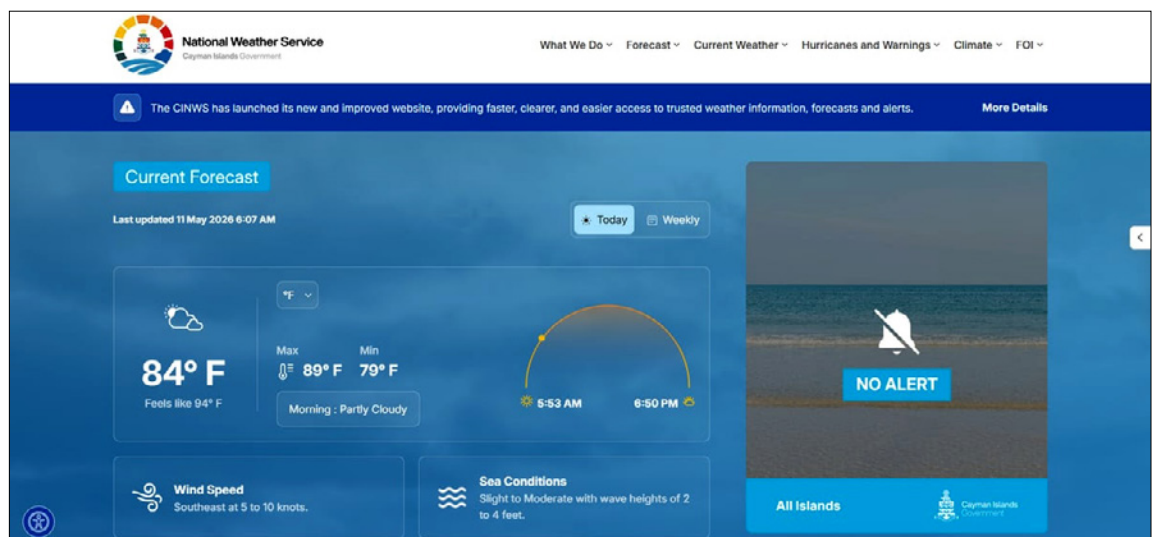 National Weather Service
Cayman Islands Government
What We Do Forecast Current Weather Hurricanes and Warnings Climate FOI
The CINWS has launched its new and improved website, providing faster, clearer, and easier access to trusted weather information, forecasts and alerts. More Details
Current Forecast
Last updated 11 May 2026 6:07 AM
Today Weekly
°F
84° F
Feels like 94° F
Max Min
89° F 79° F
Morning : Partly Cloudy
5:53 AM 6:50 PM
NO ALERT
Wind Speed
Southeast at 5 to 10 knots.
Sea Conditions
Slight to Moderate with wave heights of 2
to 4 feet.
All Islands
Cayman Islands
Government